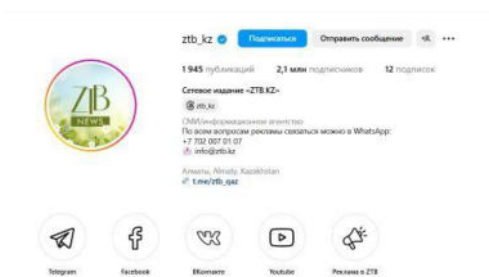 ztb_kz Подписаться Отправить сообщение
1 945 публикаций 2,1 млн подписчиков 12 подписок
Сетевое издание «ZTB.KZ»
ztb_kz
СМИ/информационное агентство
По всем вопросам рекламы связаться можно в WhatsApp:
+7 702 007 01 07
info@ztb.kz
Алматы, Almaty, Kazakhstan
t.me/ztb_qaz
ZTB
NEWS
Telegram Facebook ВКонтакте Youtube Реклама в ZTB